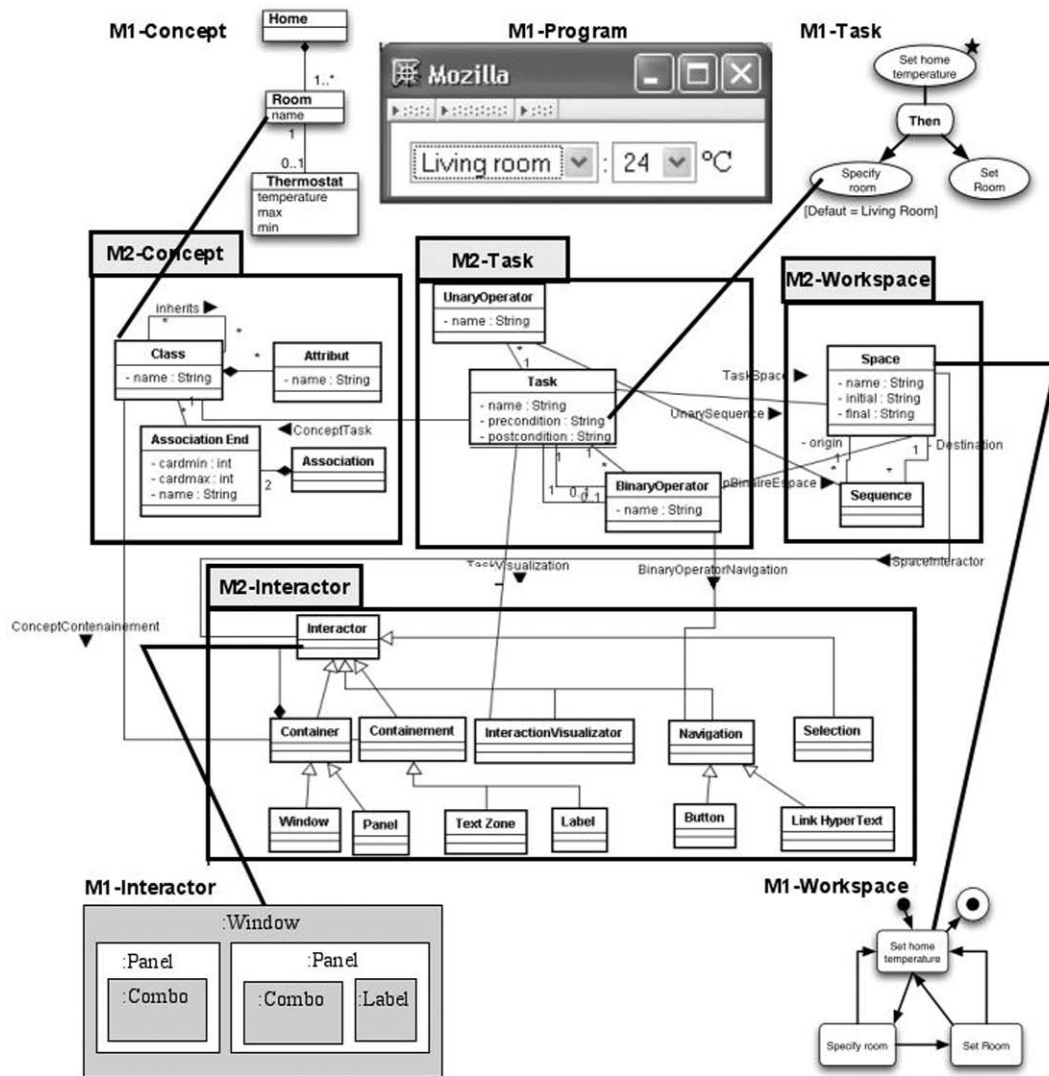 M1-Concept
Home
1..*
Room
name
1
0..1
Thermostat
temperature
max
min
M1-Program
Mozilla
Living room : 24 °C
M1-Task
Set home
temperature
Then
Specify
room
Set
Room
[Defaut = Living Room]
M2-Concept
inherits
*
*
Class
- name : String
*
Attribut
- name : String
1
*
Association End
- cardmin : int
- cardmax : int
- name : String
2
Association
ConceptTask
M2-Task
UnaryOperator
- name : String
*
1
Task
- name : String
- precondition : String
- postcondition : String
1
1
*
1
0..1
0..1
BinaryOperator
- name : String
TaskSpace
UnarySequence
pBinaireEspace
M2-Workspace
Space
- name : String
- initial : String
- final : String
- origin
1
*
1
*
- Destination
Sequence
TaskVisualization
BinaryOperatorNavigation
SpaceInteractor
ConceptContenainement
M2-Interactor
Interactor
Container
Containement
InteractionVisualizator
Navigation
Selection
Window
Panel
Text Zone
Label
Button
Link HyperText
M1-Interactor
:Window
:Panel
:Combo
:Panel
:Combo
:Label
M1-Workspace
Set home
temperature
Specify room
Set Room